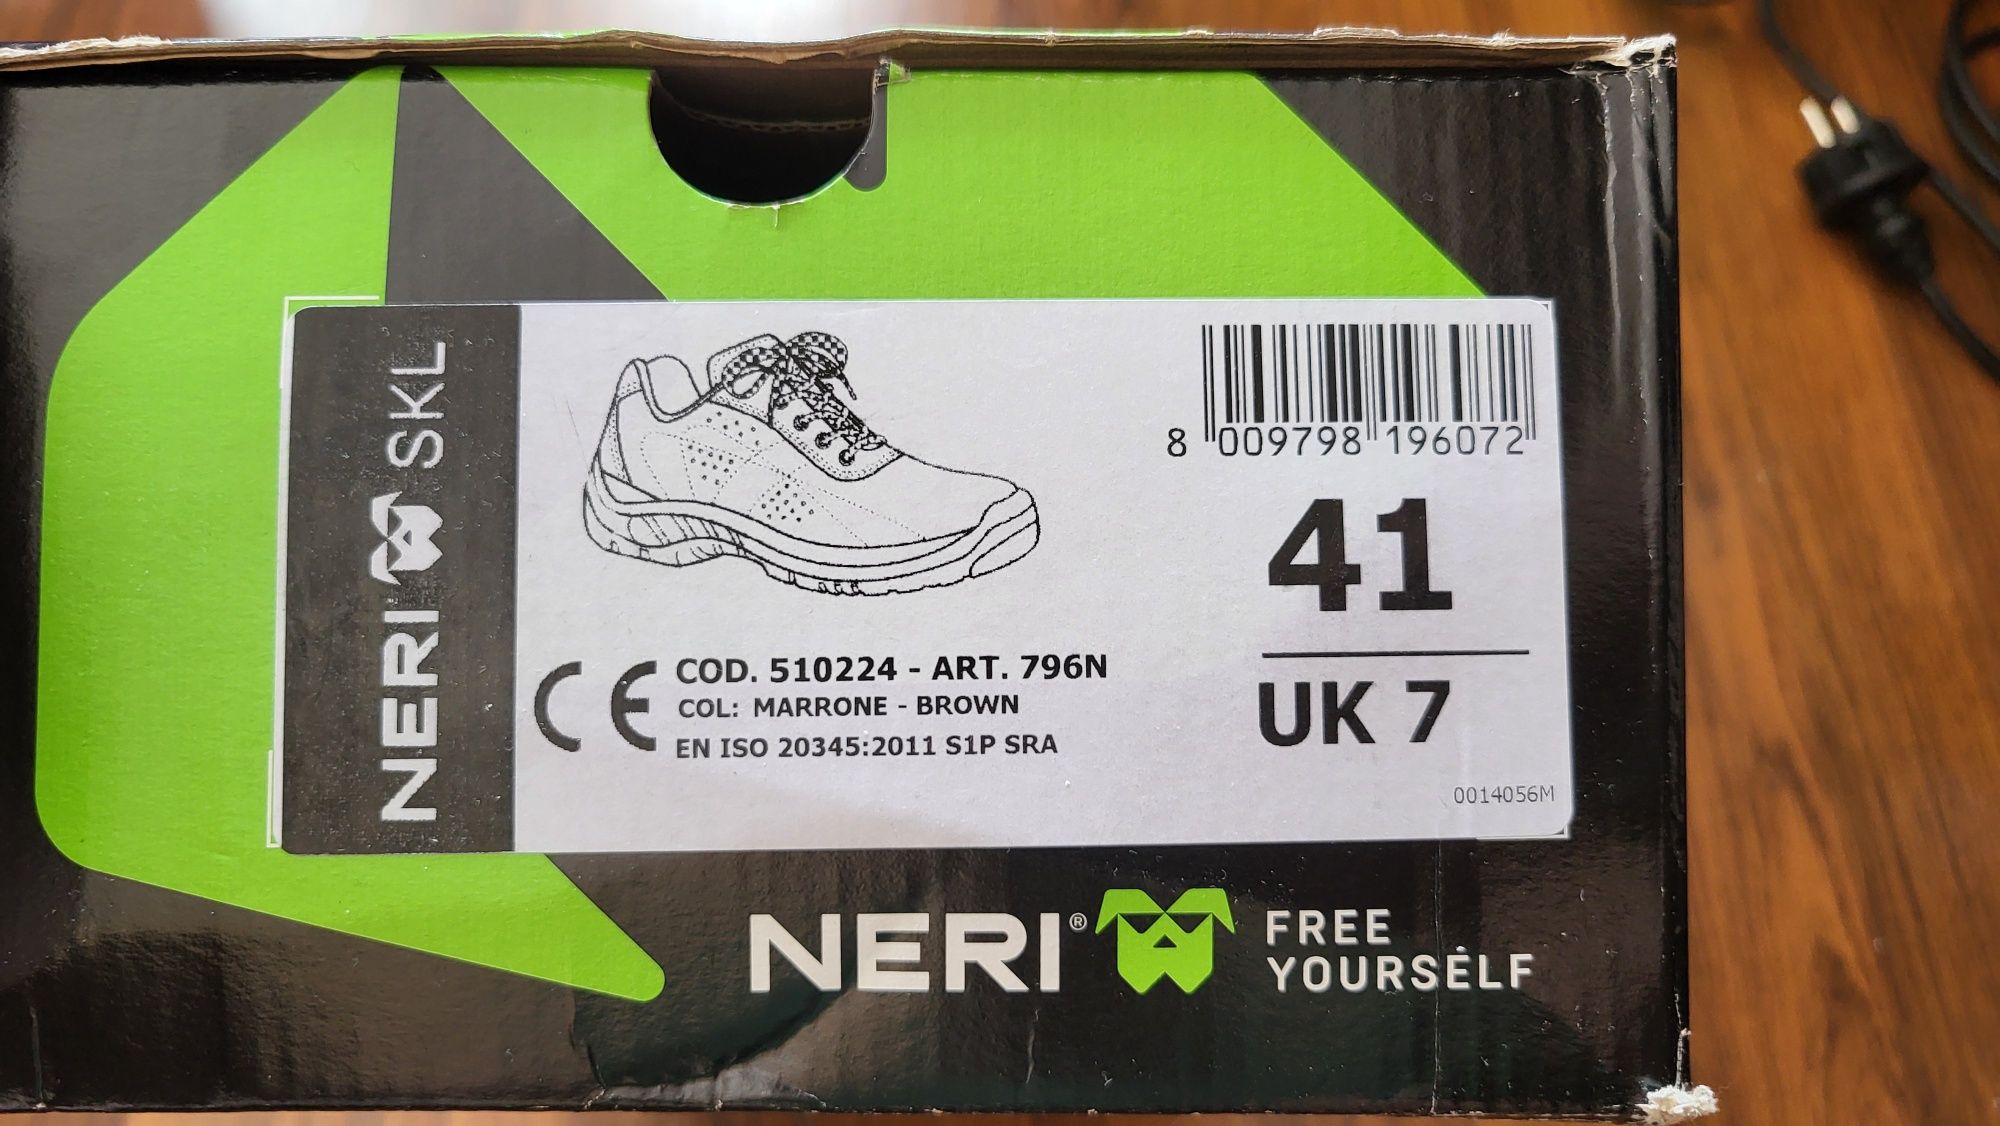 NERI SKL
8 009798 196072
41
UK 7
CE COD. 510224 - ART. 796N
COL: MARRONE - BROWN
EN ISO 20345:2011 S1P SRA
0014056M
NERI® FREE
YOURSELF